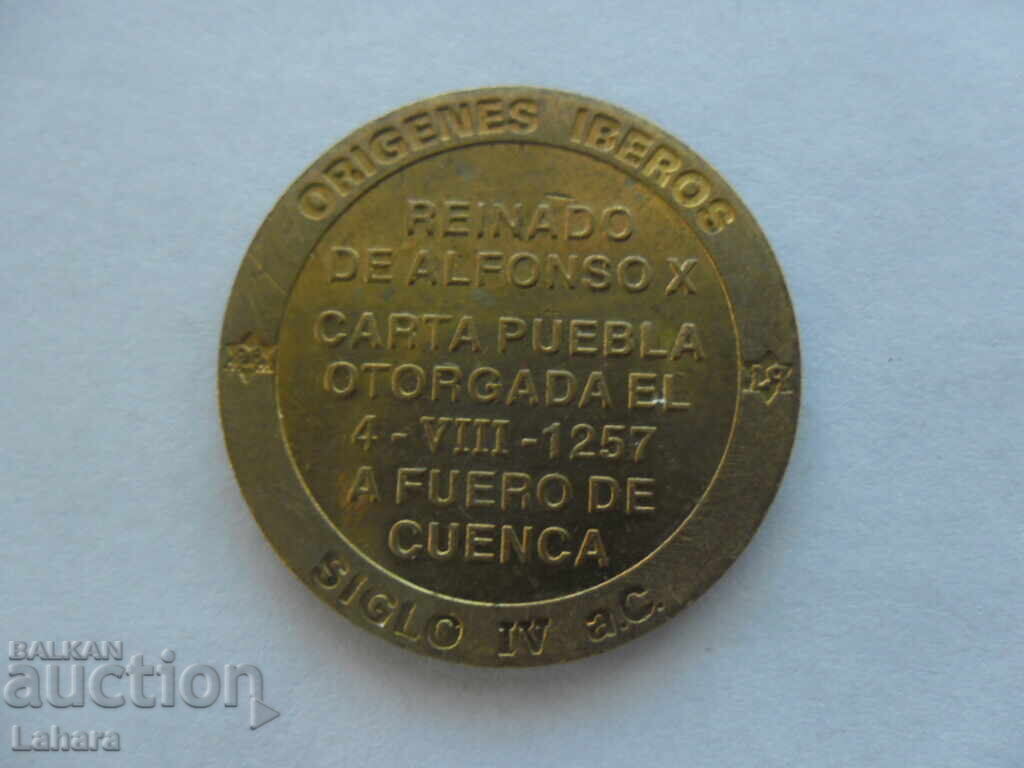 ORIGENES IBEROS
REINADO
DE ALFONSO X
CARTA PUEBLA
OTORGADA EL
4 - VIII - 1257
A FUERO DE
CUENCA
SIGLO IV a.C.
BALKAN
auction
Lahara